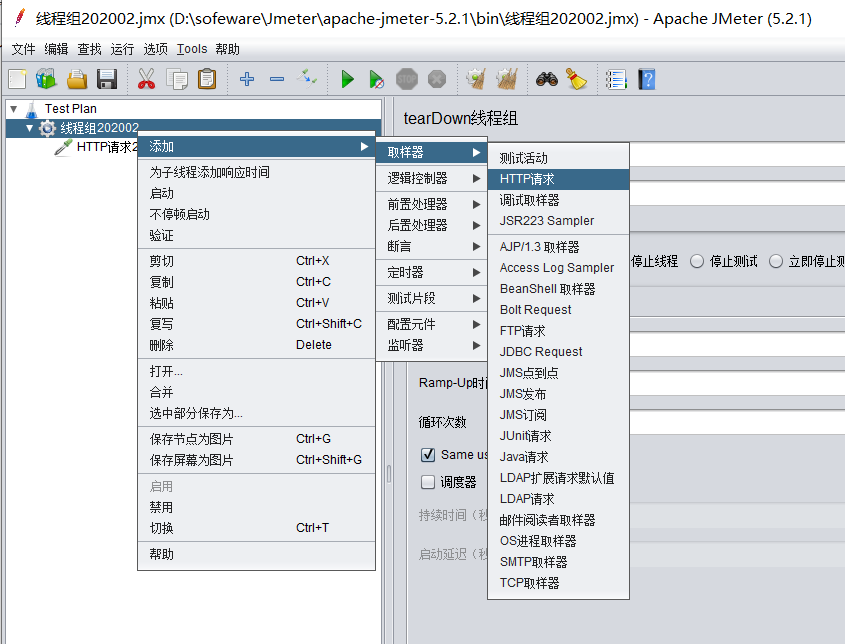 线程组202002.jmx (D:\sofeware\Jmeter\apache-jmeter-5.2.1\bin\线程组202002.jmx) - Apache JMeter (5.2.1)
文件 编辑 查找 运行 选项 Tools 帮助
STOP
Test Plan
线程组202002
HTTP请求2
添加
为子线程添加响应时间
启动
不停顿启动
验证
剪切 Ctrl+X
复制 Ctrl+C
粘贴 Ctrl+V
复写 Ctrl+Shift+C
删除 Delete
打开...
合并
选中部分保存为...
保存节点为图片 Ctrl+G
保存屏幕为图片 Ctrl+Shift+G
启用
禁用
切换 Ctrl+T
帮助
取样器
逻辑控制器
前置处理器
后置处理器
断言
定时器
测试片段
配置元件
监听器
测试活动
HTTP请求
调试取样器
JSR223 Sampler
AJP/1.3 取样器
Access Log Sampler
BeanShell 取样器
Bolt Request
FTP请求
JDBC Request
JMS点到点
JMS发布
JMS订阅
JUnit请求
Java请求
LDAP扩展请求默认值
LDAP请求
邮件阅读者取样器
OS进程取样器
SMTP取样器
TCP取样器
tearDown线程组
停止线程 停止测试 立即停止测
Ramp-Up时间
循环次数
Same us
调度器
持续时间（秒
启动延迟（秒